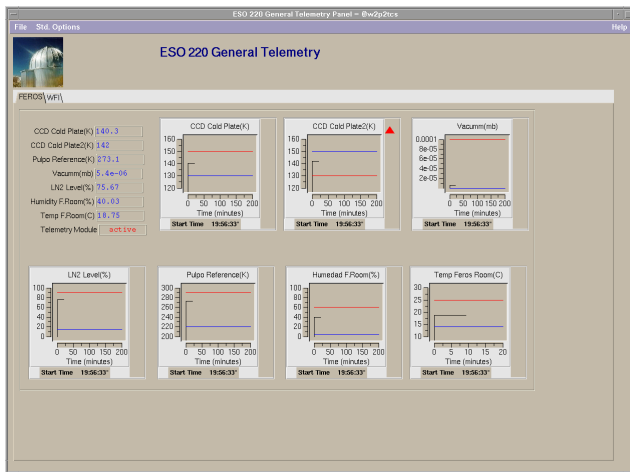 ESO 220 General Telemetry Panel - @w2p2tcs
File Std. Options Help
ESO 220 General Telemetry
FEROS\WFI\
CCD Cold Plate(K) 140.3
CCD Cold Plate2(K) 142
Pulpo Reference(K) 273.1
Vacumm(mb) 5.4e-06
LN2 Level(%) 75.67
Humidity F.Room(%) 40.03
Temp F.Room(C) 18.75
Telemetry Module active
CCD Cold Plate(K)
160
150
140
130
120
0 50 100 150 200
Time (minutes)
Start Time 19:56:33"
CCD Cold Plate2(K)
160
150
140
130
120
0 50 100 150 200
Time (minutes)
Start Time 19:56:33"
Vacumm(mb)
0.0001
8e-05
6e-05
4e-05
2e-05
0 50 100 150 200
Time (minutes)
Start Time 19:56:33"
LN2 Level(%)
100
80
60
40
20
0
0 50 100 150 200
Time (minutes)
Start Time 19:56:33"
Pulpo Reference(K)
300
280
260
240
220
200
0 50 100 150 200
Time (minutes)
Start Time 19:56:33"
Humedad F.Room(%)
100
80
60
40
20
0
0 50 100 150 200
Time (minutes)
Start Time 19:56:33"
Temp Feros Room(C)
30
25
20
15
10
0 5 10 15 20
Time (minutes)
Start Time 19:56:33"